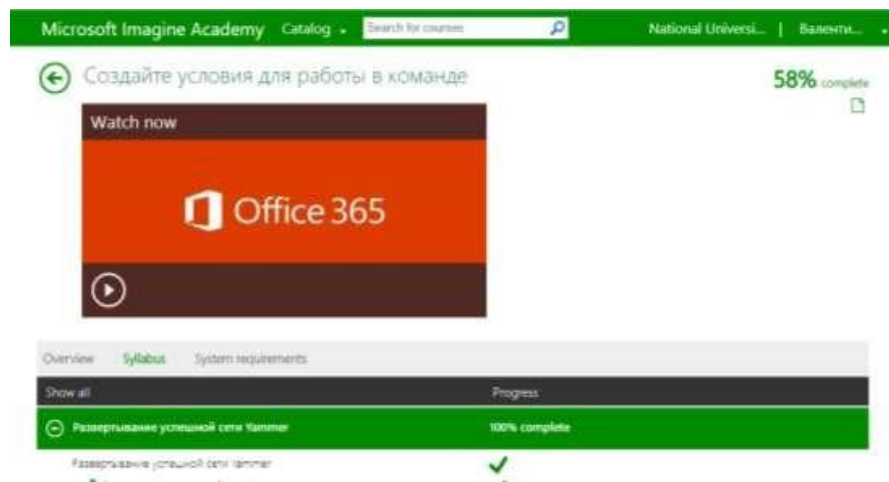 Microsoft Imagine Academy Catalog Search for courses National Universi... | Валенти...
Создайте условия для работы в команде
58% complete
Watch now
Office 365
Overview Syllabus System requirements
Show all Progress
Развертывание успешной сети Yammer 100% complete
Развертывание успешной сети Yammer